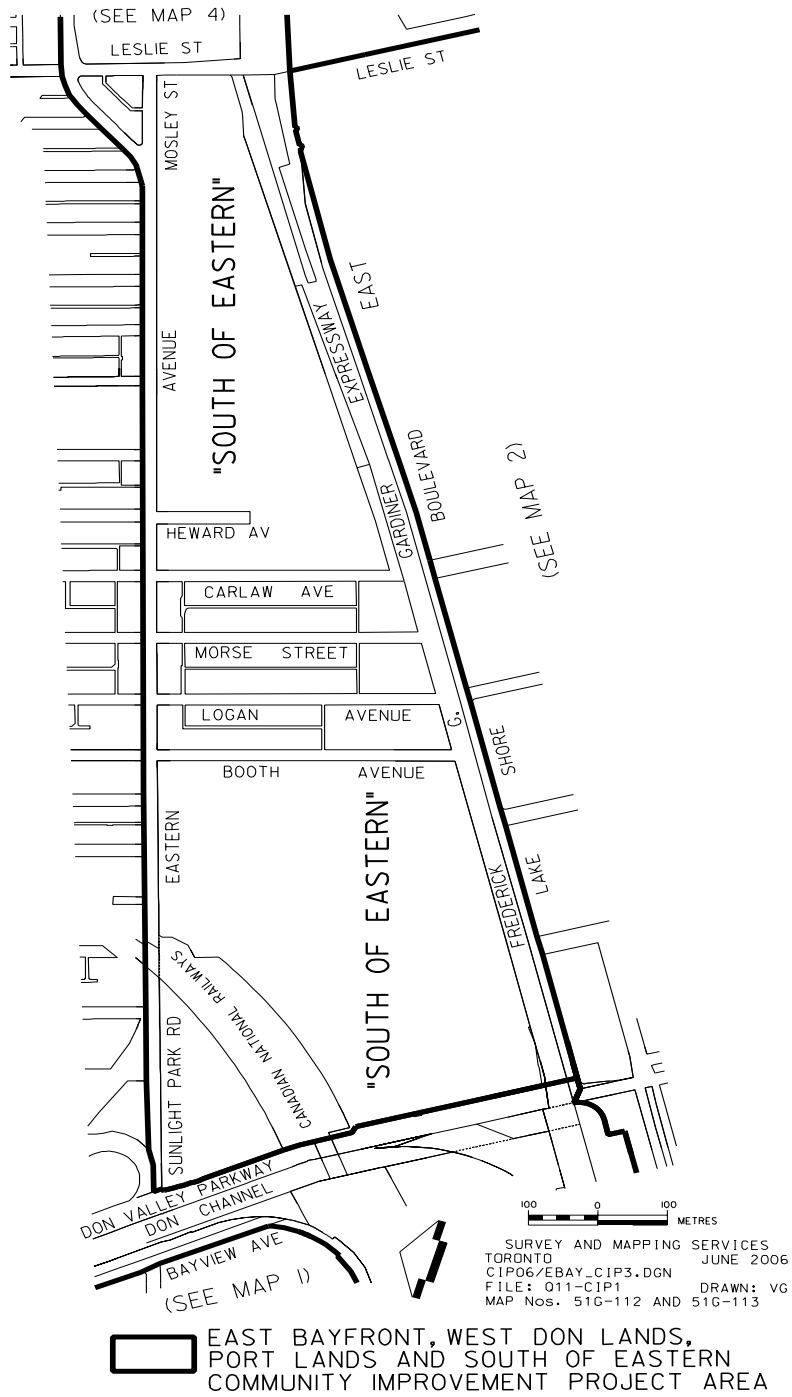 (SEE MAP 4)
LESLIE ST
LESLIE ST
MOSLEY ST
"SOUTH OF EASTERN"
EAST
EXPRESSWAY
AVENUE
BOULEVARD
(SEE MAP 2)
GARDINER
HEWARD AV
CARLAW AVE
MORSE STREET
LOGAN AVENUE
G.
SHORE
BOOTH AVENUE
EASTERN
"SOUTH OF EASTERN"
LAKE
FREDERICK
CANADIAN NATIONAL RAILWAYS
SUNLIGHT PARK RD
DON VALLEY PARKWAY
DON CHANNEL
BAYVIEW AVE
(SEE MAP 1)
100 0 100
METRES
SURVEY AND MAPPING SERVICES
TORONTO JUNE 2006
CIP06/EBAY_CIP3.DGN
FILE: Q11-CIP1 DRAWN: VG
MAP Nos. 51G-112 AND 51G-113
EAST BAYFRONT, WEST DON LANDS,
PORT LANDS AND SOUTH OF EASTERN
COMMUNITY IMPROVEMENT PROJECT AREA